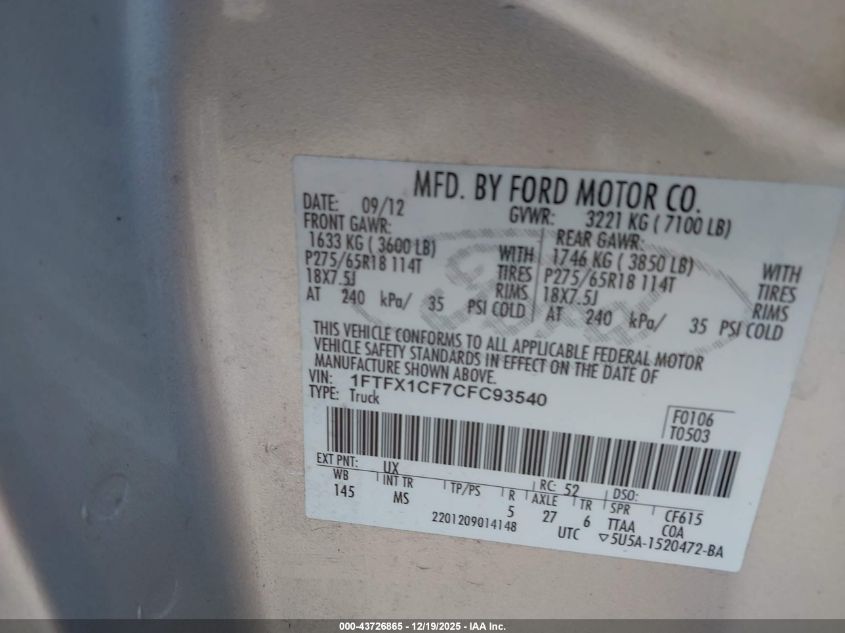 MFD. BY FORD MOTOR CO.
DATE: 09/12 GVWR: 3221 KG ( 7100 LB)
FRONT GAWR: REAR GAWR:
1633 KG ( 3600 LB) WITH 1746 KG ( 3850 LB) WITH
P275/65R18 114T TIRES P275/65R18 114T TIRES
18X7.5J RIMS 18X7.5J RIMS
AT 240 kPa/ 35 PSI COLD AT 240 kPa/ 35 PSI COLD
THIS VEHICLE CONFORMS TO ALL APPLICABLE FEDERAL MOTOR
VEHICLE SAFETY STANDARDS IN EFFECT ON THE DATE OF
MANUFACTURE SHOWN ABOVE.
VIN: 1FTFX1CF7CFC93540
TYPE: Truck
F0106
T0503
EXT PNT: UX RC: 52 DSO:
WB INT TR TP/PS R AXLE TR SPR CF615
145 MS 5 27 6 TTAA COA
2201209014148 UTC ▽5U5A-1520472-BA
000-43726865 - 12/19/2025 - IAA Inc.